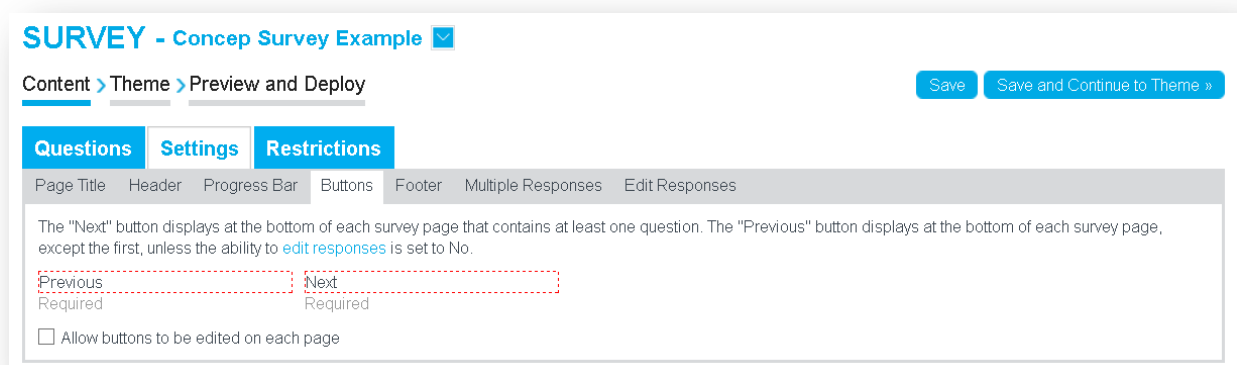 SURVEY - Concep Survey Example
Content Theme Preview and Deploy
Save Save and Continue to Theme »
Questions Settings Restrictions
Page Title Header Progress Bar Buttons Footer Multiple Responses Edit Responses
The "Next" button displays at the bottom of each survey page that contains at least one question. The "Previous" button displays at the bottom of each survey page,
except the first, unless the ability to edit responses is set to No.
Previous Next
Required Required
Allow buttons to be edited on each page